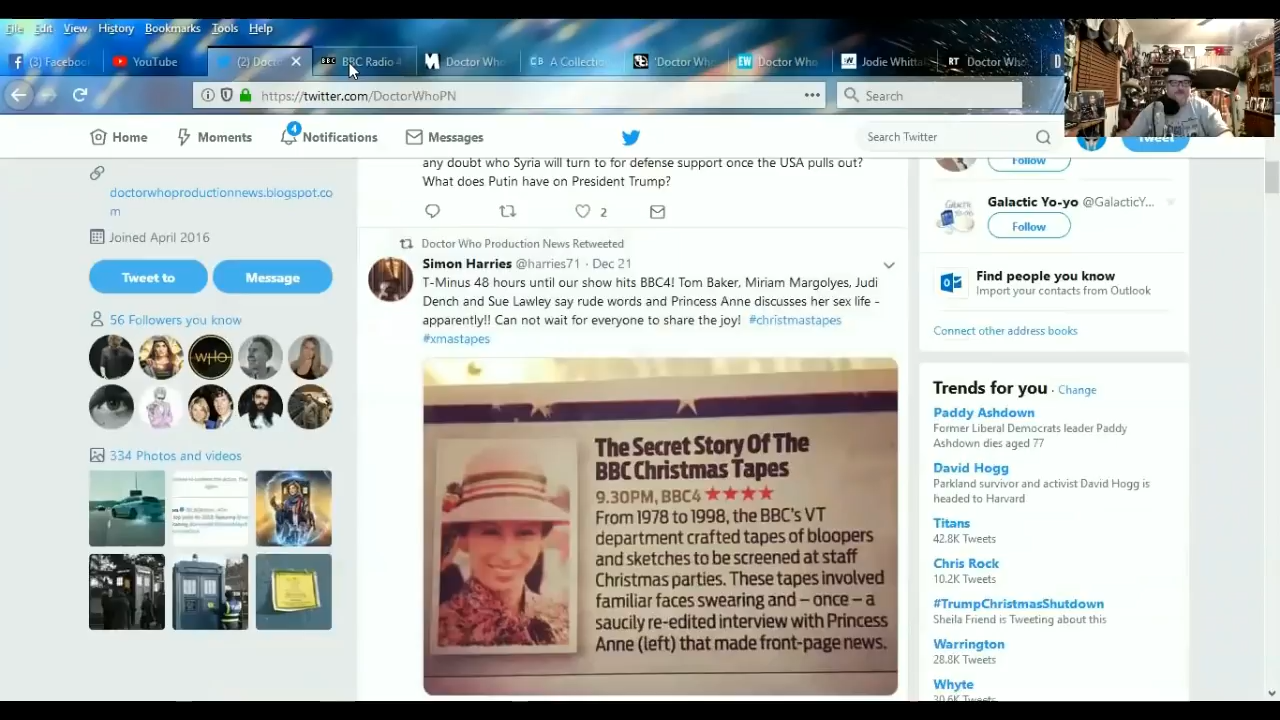 File Edit View History Bookmarks Tools Help
(3) Faceboo
YouTube
(2) Docto
BBC Radio 4
Doctor Who
A Collectio
'Doctor Who
Doctor Who
Jodie Whitta
Doctor Who
https://twitter.com/DoctorWhoPN
Search
Home
Moments
4
Notifications
Messages
Search Twitter
Tweet
doctorwhoproductionnews.blogspot.co
m
Joined April 2016
Tweet to
Message
56 Followers you know
334 Photos and videos
any doubt who Syria will turn to for defense support once the USA pulls out?
What does Putin have on President Trump?
2
Doctor Who Production News Retweeted
Simon Harries @harries71 · Dec 21
T-Minus 48 hours until our show hits BBC4! Tom Baker, Miriam Margolyes, Judi
Dench and Sue Lawley say rude words and Princess Anne discusses her sex life -
apparently!! Can not wait for everyone to share the joy! #christmastapes
#xmastapes
The Secret Story Of The
BBC Christmas Tapes
9.30PM, BBC4 ★★★★
From 1978 to 1998, the BBC's VT
department crafted tapes of bloopers
and sketches to be screened at staff
Christmas parties. These tapes involved
familiar faces swearing and – once – a
saucily re-edited interview with Princess
Anne (left) that made front-page news.
Follow
Galactic Yo-yo @GalacticY...
Follow
Find people you know
Import your contacts from Outlook
Connect other address books
Trends for you · Change
Paddy Ashdown
Former Liberal Democrats leader Paddy
Ashdown dies aged 77
David Hogg
Parkland survivor and activist David Hogg is
headed to Harvard
Titans
42.8K Tweets
Chris Rock
10.2K Tweets
#TrumpChristmasShutdown
Sheila Friend is Tweeting about this
Warrington
28.8K Tweets
Whyte
30.6K Tweets